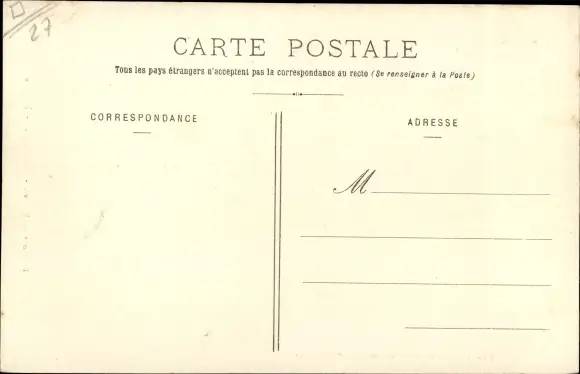 27
CARTE POSTALE
Tous les pays étrangers n'acceptent pas la correspondance au recto (Se renseigner à la Poste)
CORRESPONDANCE
ADRESSE
M